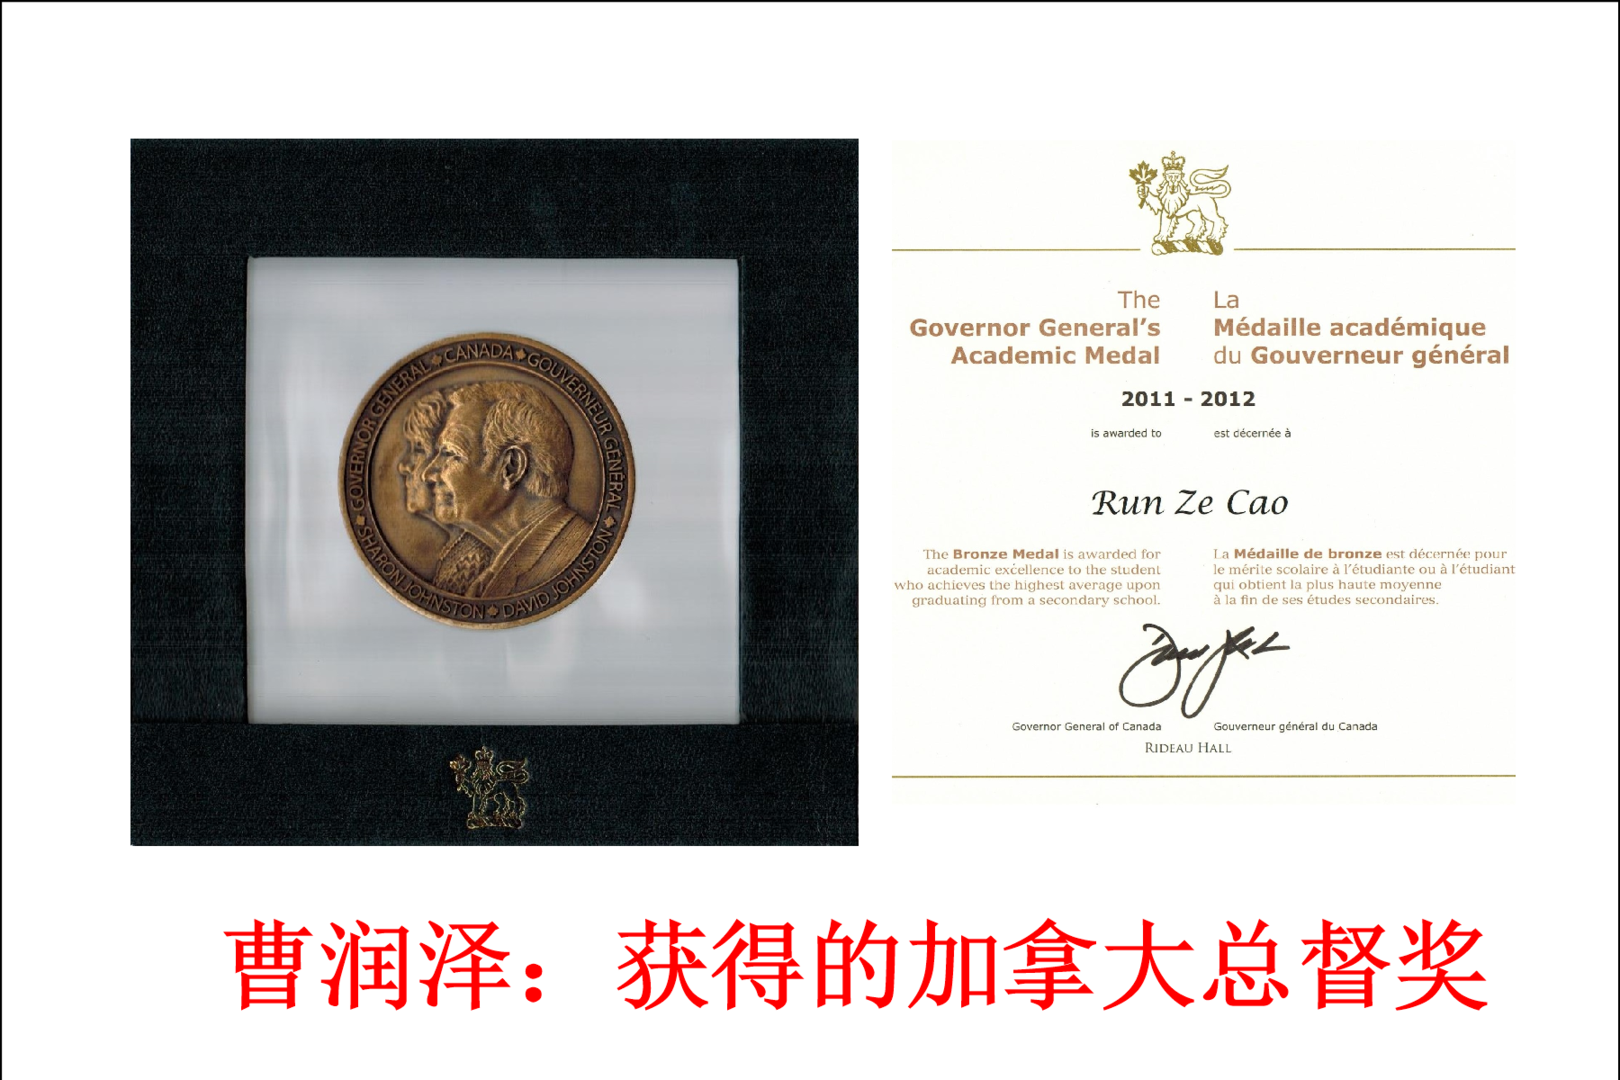 GOVERNOR GENERAL CANADA GOUVERNEUR GÉNÉRAL
SHARON JOHNSTON DAVID JOHNSTON
The
Governor General’s
Academic Medal
La
Médaille académique
du Gouverneur général
2011 - 2012
is awarded to
est décernée à
Run Ze Cao
The Bronze Medal is awarded for
academic excellence to the student
who achieves the highest average upon
graduating from a secondary school.
La Médaille de bronze est décernée pour
le mérite scolaire à l’étudiante ou à l’étudiant
qui obtient la plus haute moyenne
à la fin de ses études secondaires.
Governor General of Canada
Gouverneur général du Canada
RIDEAU HALL
曹润泽：获得的加拿大总督奖